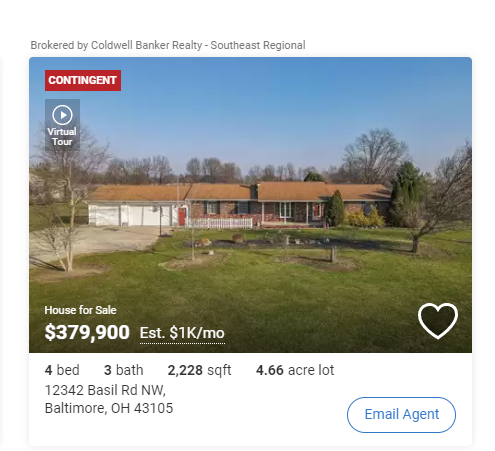 Brokered by Coldwell Banker Realty - Southeast Regional
CONTINGENT
Virtual
Tour
House for Sale
$379,900 Est. $1K/mo
4 bed 3 bath 2,228 sqft 4.66 acre lot
12342 Basil Rd NW,
Baltimore, OH 43105
Email Agent